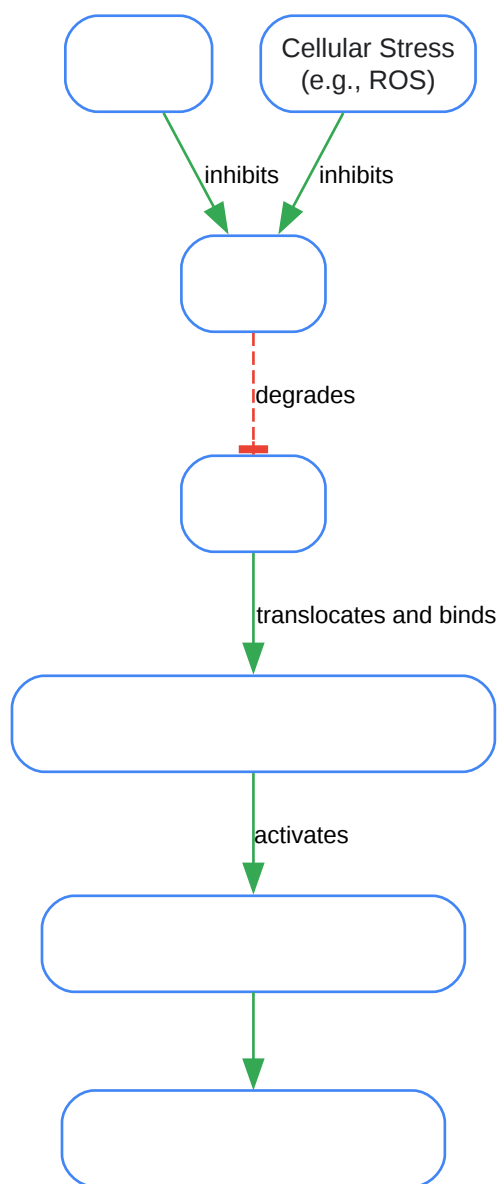 Cellular Stress
(e.g., ROS)
inhibits
inhibits
degrades
translocates and binds
activates